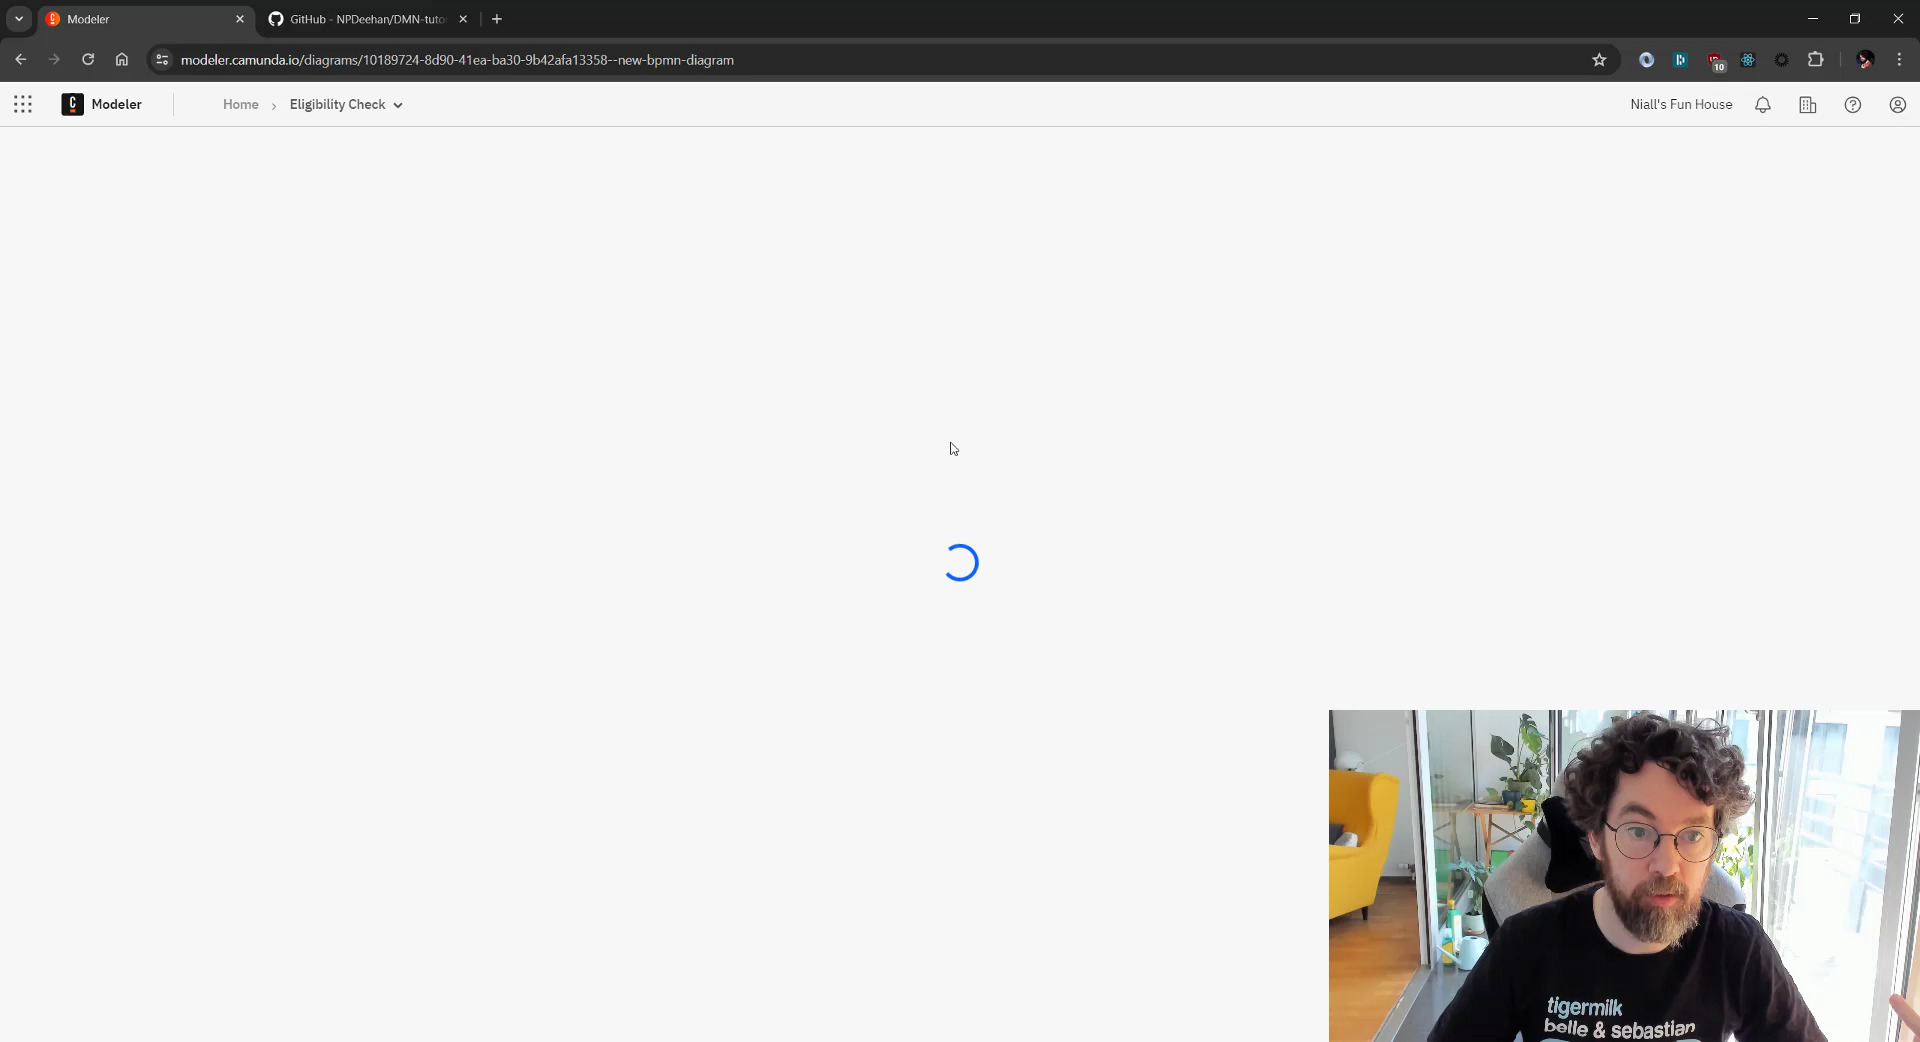 Modeler
GitHub - NPDeehan/DMN-tuto
modeler.camunda.io/diagrams/10189724-8d90-41ea-ba30-9b42afa13358--new-bpmn-diagram
10
C Modeler
Home
Eligibility Check
Niall's Fun House
tigermilk
belle & sebastian